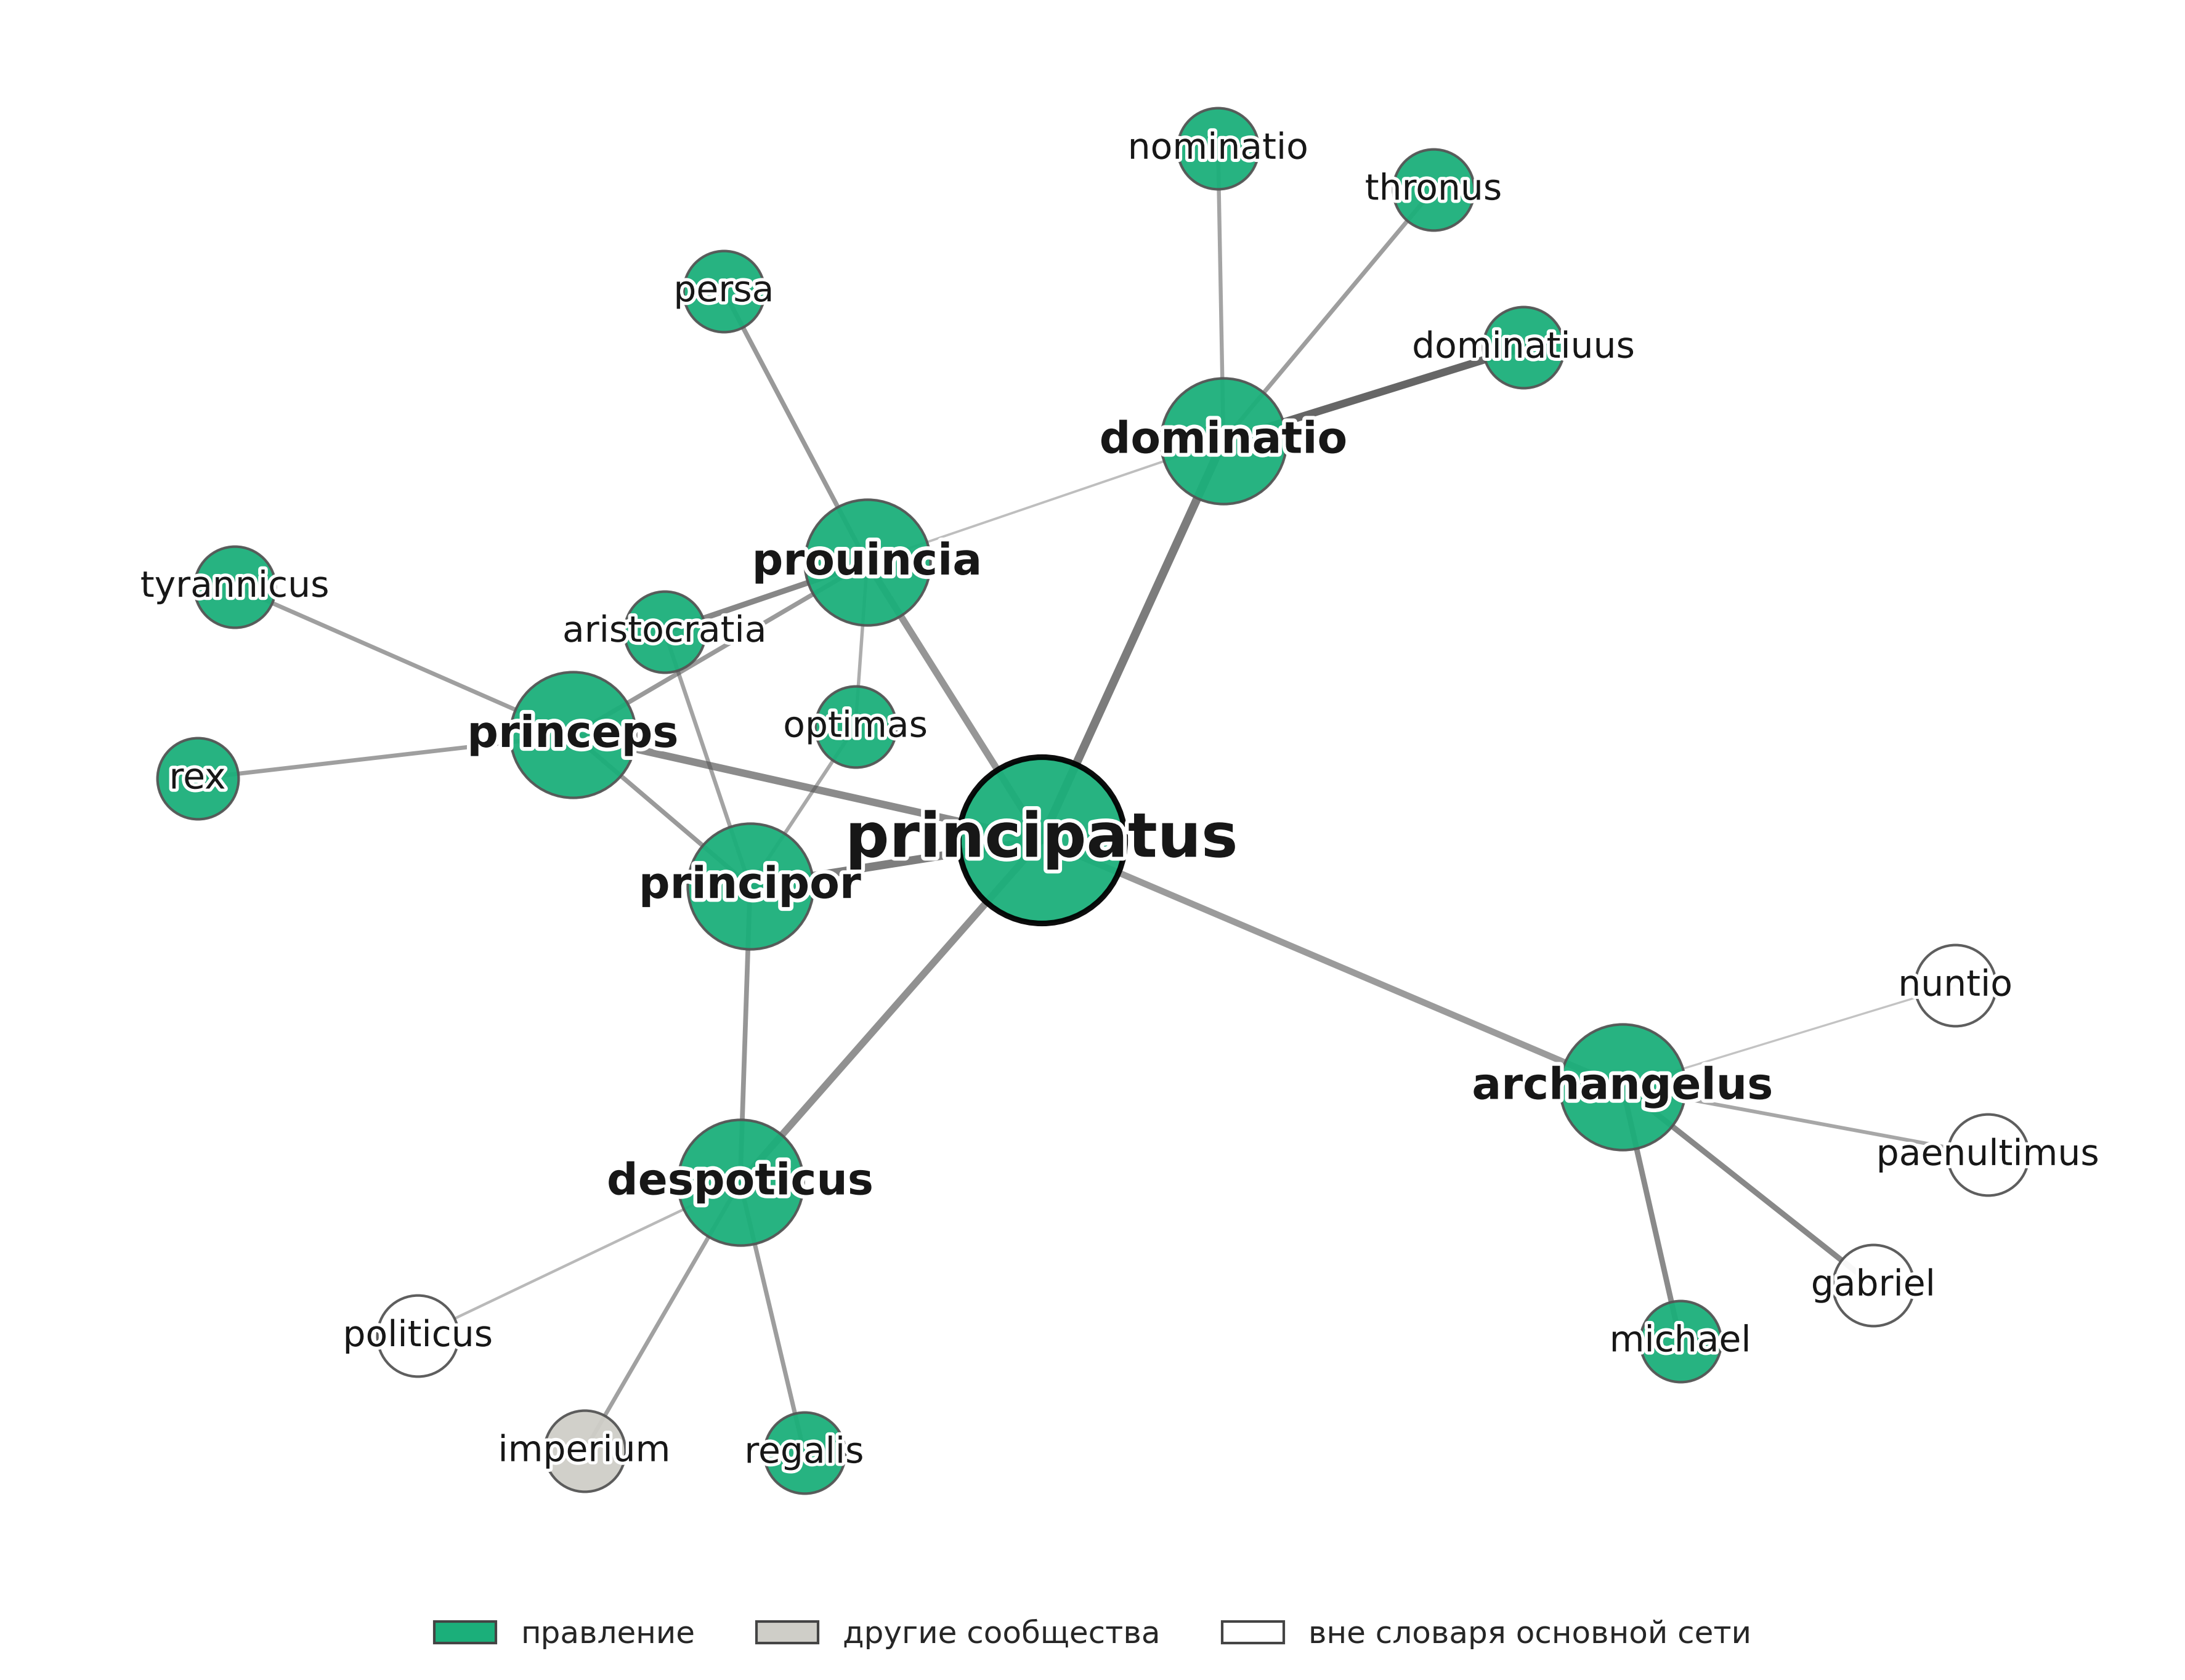 nominatio
thronus
persa
dominatiuus
dominatio
prouincia
tyrannicus
aristocratia
optimas
princeps
rex
principatus
principor
nuntio
archangelus
paenultimus
despoticus
gabriel
politicus
michael
imperium
regalis
правление
другие сообщества
вне словаря основной сети